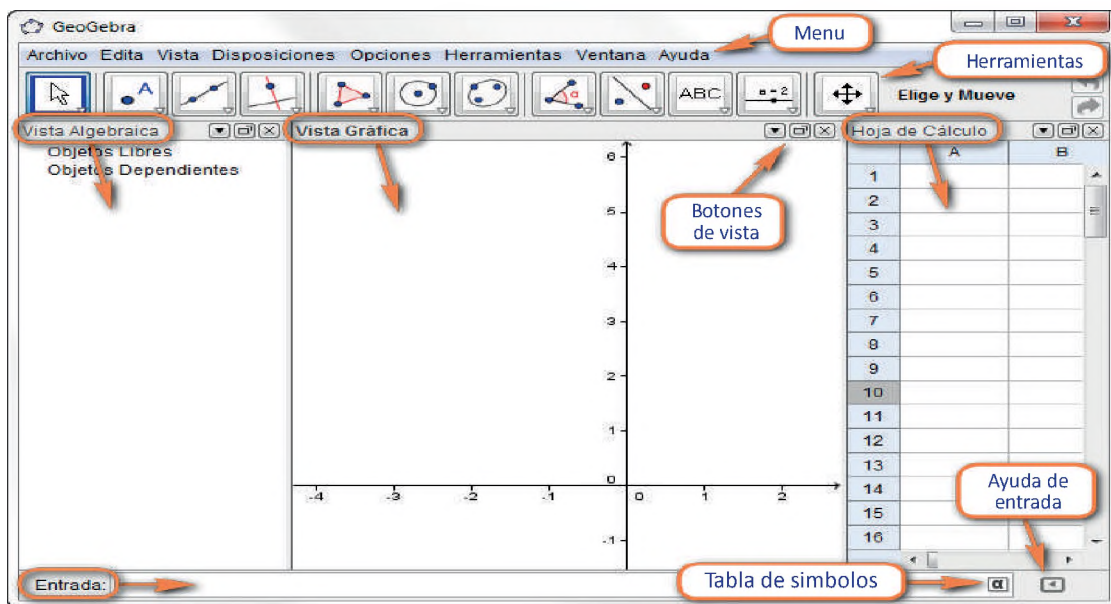 GeoGebra
Menu
Archivo Edita Vista Disposiciones Opciones Herramientas Ventana Ayuda
Herramientas
A
α
ABC
a = 2
Elige y Mueve
Vista Algebraica
Vista Gráfica
Hoja de Cálculo
Objetos Libres
Objetos Dependientes
Botones
de vista
6
5
4
3
2
1
0
-1
-4 -3 -2 -1 0 1 2
A B
1
2
3
4
5
6
7
8
9
10
11
12
13
14
15
16
Ayuda de
entrada
Entrada:
Tabla de simbolos
α